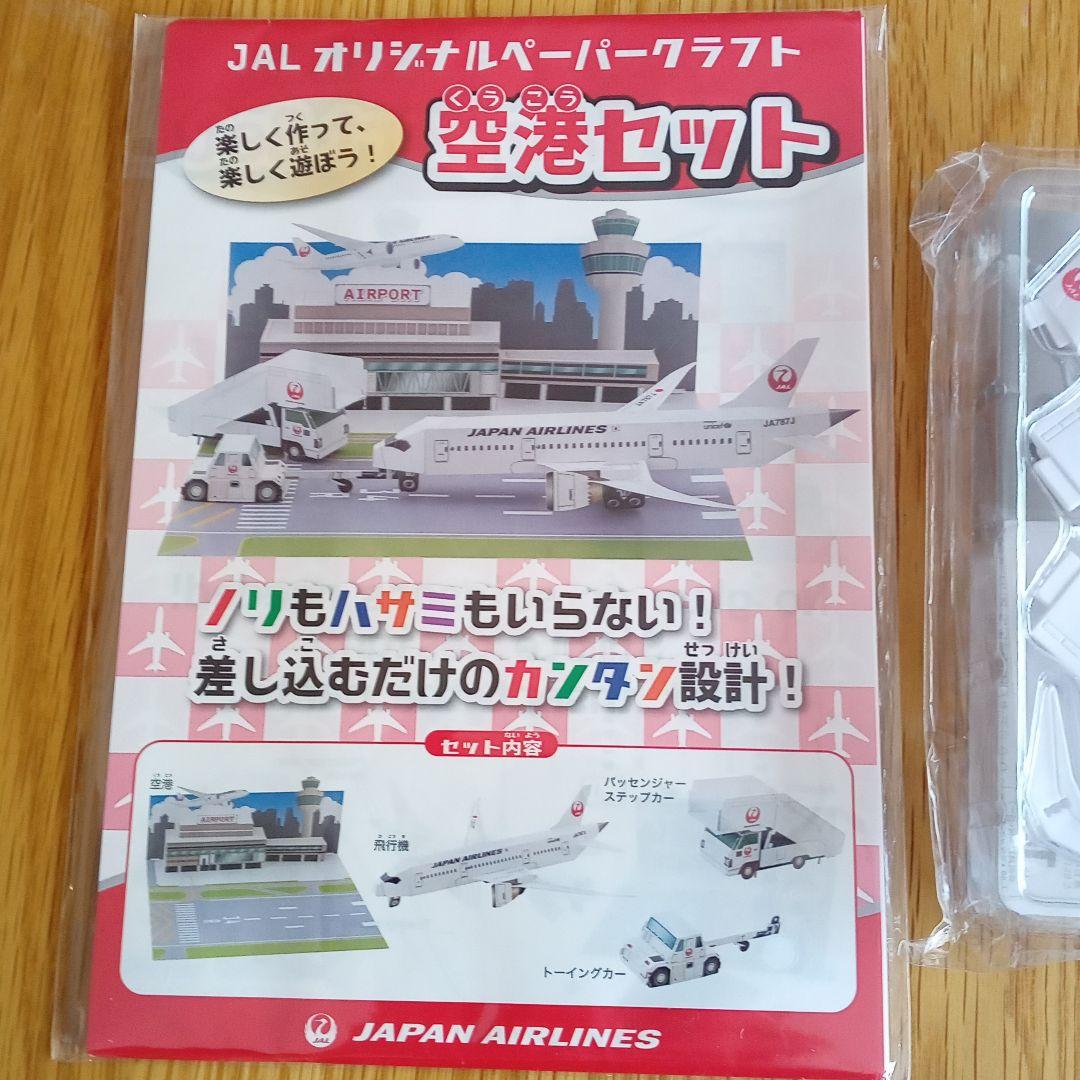 JAL オリジナルペーパークラフト
くうこう
空港セット
たの つく
楽しく作って、
たの あそ
楽しく遊ぼう！
AIRPORT
JAPAN AIRLINES
unicef
JA787J
JAL
ノリもハサミもいらない！
さ こ せっ けい
差し込むだけのカンタン設計！
ないよう
セット内容
くうこう
空港
AIRPORT
ひこうき
飛行機
JAPAN AIRLINES
パッセンジャー
ステップカー
トーイングカー
JAL
JAPAN AIRLINES
JAL